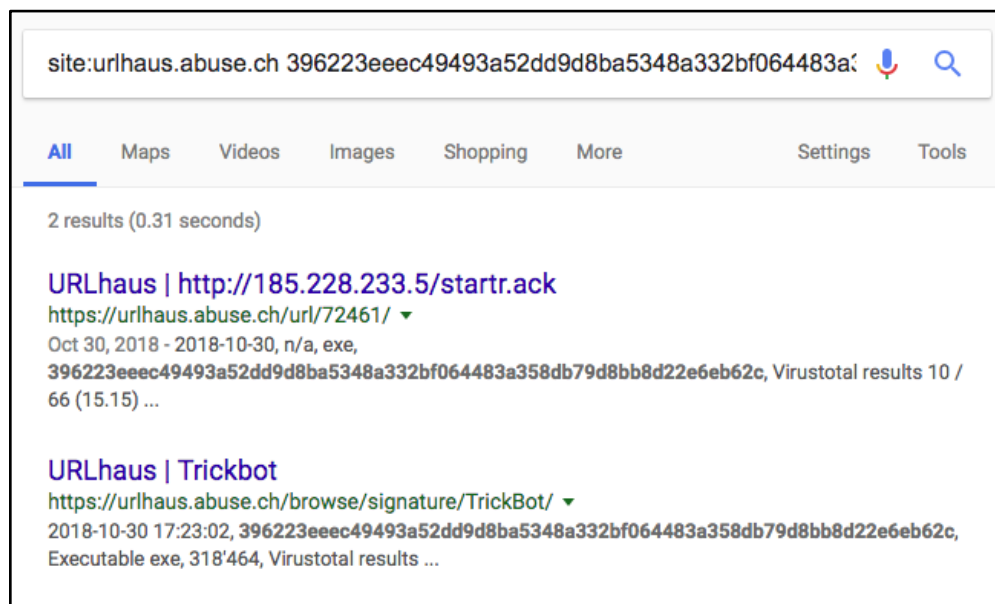 site:urlhaus.abuse.ch 396223eeec49493a52dd9d8ba5348a332bf064483a3
All Maps Videos Images Shopping More Settings Tools
2 results (0.31 seconds)
URLhaus | http://185.228.233.5/startr.ack
https://urlhaus.abuse.ch/url/72461/
Oct 30, 2018 - 2018-10-30, n/a, exe,
396223eeec49493a52dd9d8ba5348a332bf064483a358db79d8bb8d22e6eb62c, Virustotal results 10 /
66 (15.15) ...
URLhaus | Trickbot
https://urlhaus.abuse.ch/browse/signature/TrickBot/
2018-10-30 17:23:02, 396223eeec49493a52dd9d8ba5348a332bf064483a358db79d8bb8d22e6eb62c,
Executable exe, 318'464, Virustotal results ...